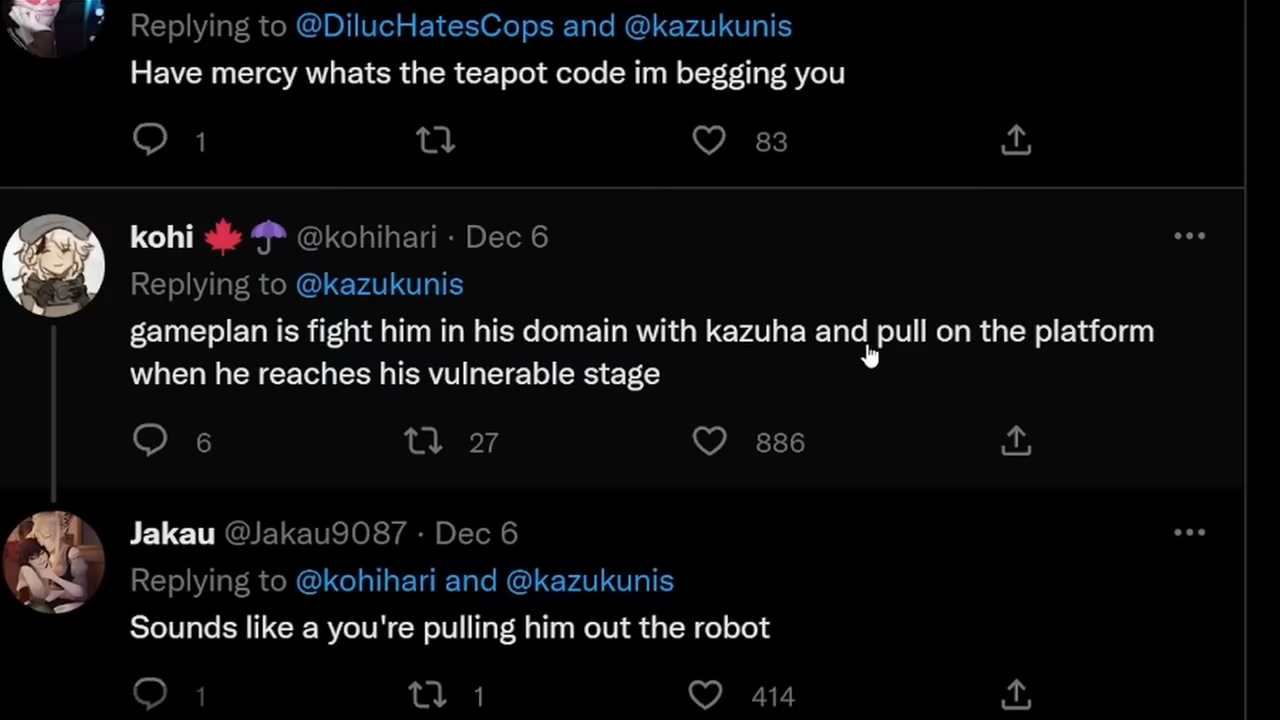 Replying to @DilucHatesCops and @kazukunis
Have mercy whats the teapot code im begging you
1 83
kohi 🍁 ☂️ @kohihari · Dec 6
Replying to @kazukunis
gameplan is fight him in his domain with kazuha and pull on the platform
when he reaches his vulnerable stage
6 27 886
Jakau @Jakau9087 · Dec 6
Replying to @kohihari and @kazukunis
Sounds like a you're pulling him out the robot
1 1 414